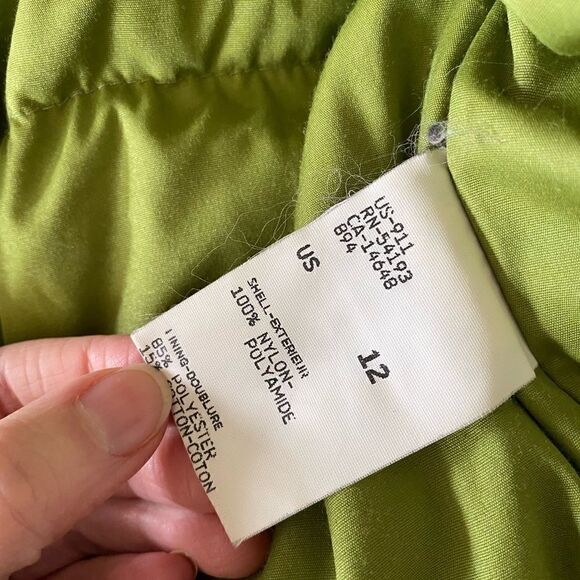 US-911
RN-54193
CA-14648
894
US 12
SHELL-EXTERIEUR
100% NYLON-
POLYAMIDE
LINING-DOUBLURE
85% POLYESTER
15% COTTON-COTON